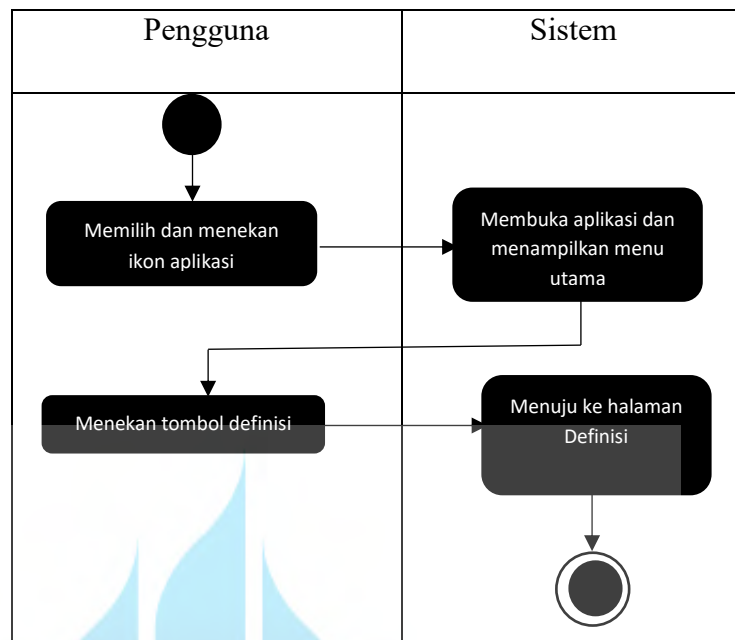 Pengguna
Sistem
Memilih dan menekan
ikon aplikasi
Membuka aplikasi dan
menampilkan menu
utama
Menekan tombol definisi
Menuju ke halaman
Definisi